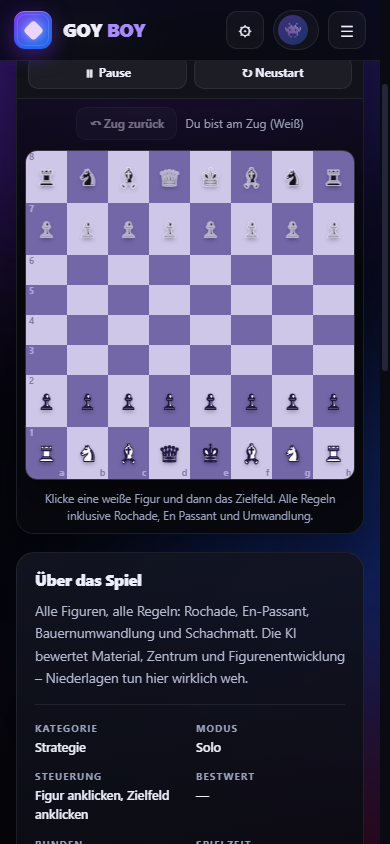 GOY BOY
⏸ Pause
↻ Neustart
↶ Zug zurück
Du bist am Zug (Weiß)
8
7
6
5
4
3
2
1
a b c d e f g h
Klicke eine weiße Figur und dann das Zielfeld. Alle Regeln
inklusive Rochade, En Passant und Umwandlung.
Über das Spiel
Alle Figuren, alle Regeln: Rochade, En-Passant,
Bauernumwandlung und Schachmatt. Die KI
bewertet Material, Zentrum und Figurenentwicklung
– Niederlagen tun hier wirklich weh.
KATEGORIE
Strategie
MODUS
Solo
STEUERUNG
Figur anklicken, Zielfeld
anklicken
BESTWERT
—
RUNDEN
SPIELZEIT